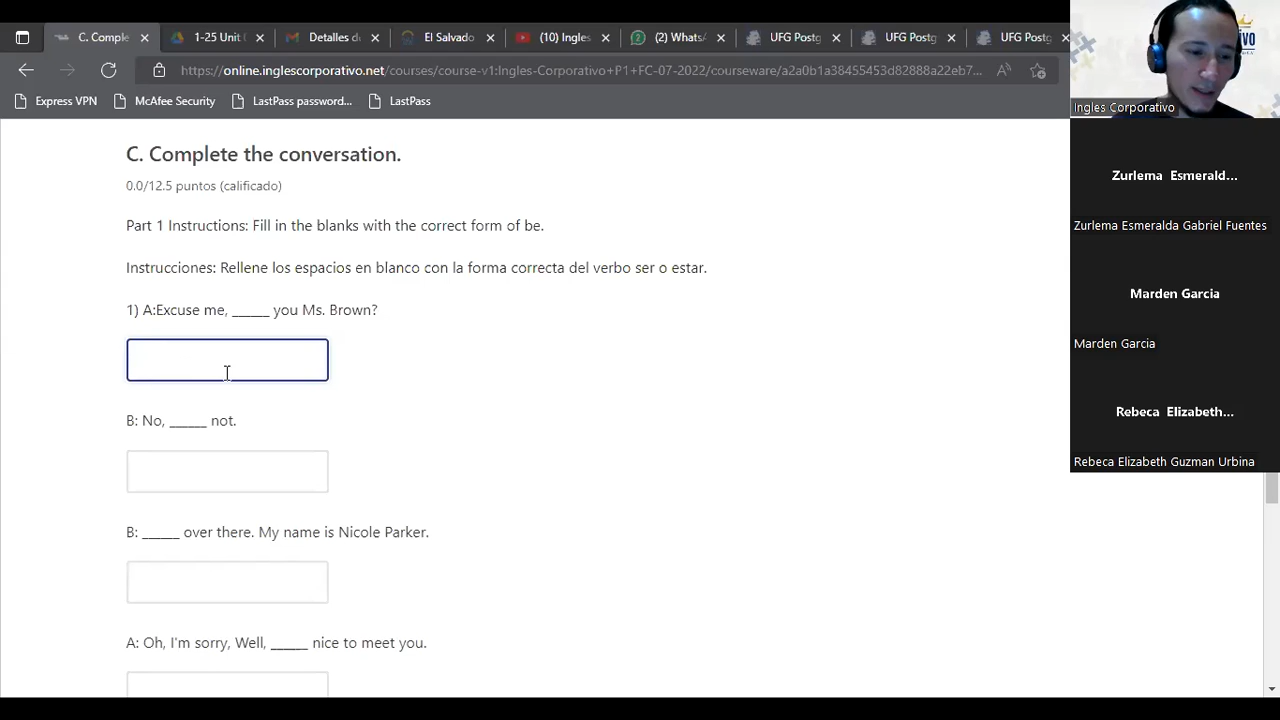 C. Comple
1-25 Unit (
Detalles du
El Salvado
(10) Ingles
(2) WhatsA
UFG Postg
UFG Postg
UFG Postg
https://online.inglescorporativo.net/courses/course-v1:Ingles-Corporativo+P1+FC-07-2022/courseware/a2a0b1a38455453d82888a22eb7...
Express VPN
McAfee Security
LastPass password...
LastPass
C. Complete the conversation.
0.0/12.5 puntos (calificado)
Part 1 Instructions: Fill in the blanks with the correct form of be.
Instrucciones: Rellene los espacios en blanco con la forma correcta del verbo ser o estar.
1) A:Excuse me, ______ you Ms. Brown?
B: No, ______ not.
B: ______ over there. My name is Nicole Parker.
A: Oh, I'm sorry, Well, ______ nice to meet you.
Ingles Corporativo
Zurlema Esmerald...
Zurlema Esmeralda Gabriel Fuentes
Marden Garcia
Marden Garcia
Rebeca Elizabeth...
Rebeca Elizabeth Guzman Urbina